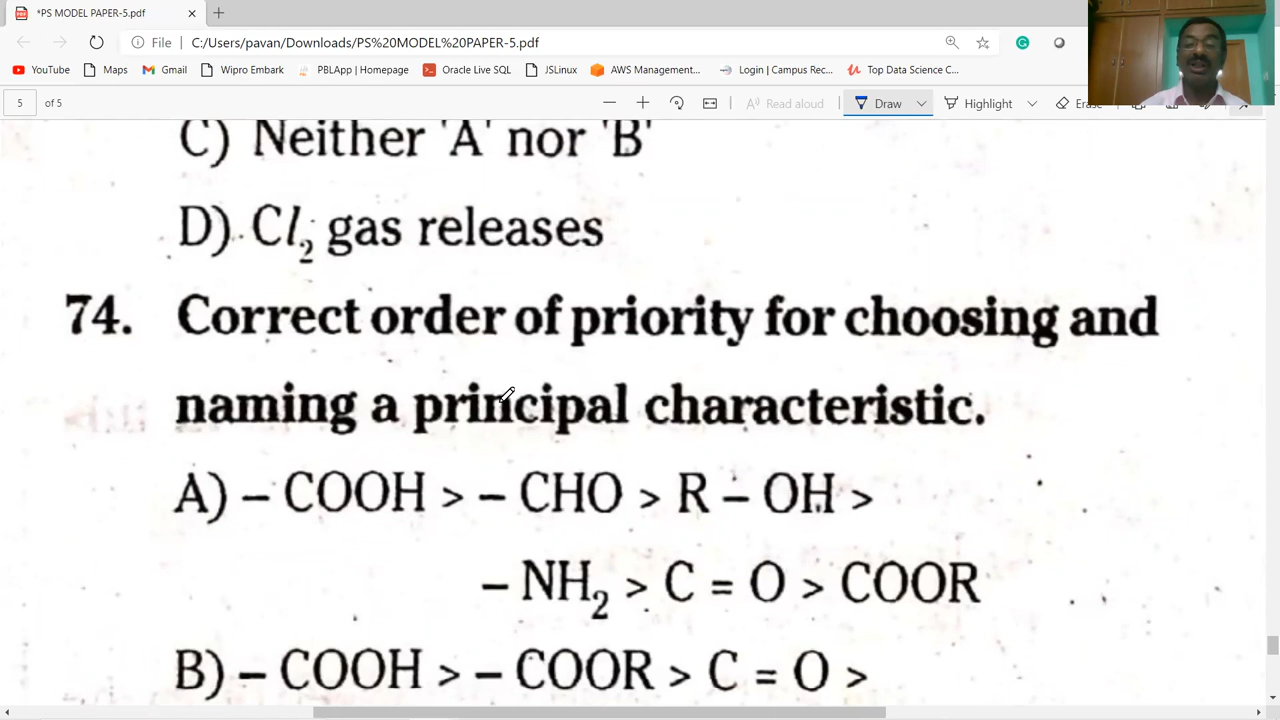 *PS MODEL PAPER-5.pdf
File C:/Users/pavan/Downloads/PS%20MODEL%20PAPER-5.pdf
YouTube Maps Gmail Wipro Embark PBLApp | Homepage Oracle Live SQL JSLinux AWS Management... Login | Campus Rec... Top Data Science C...
5 of 5 Read aloud Draw Highlight Erase
C) Neither 'A' nor 'B'
D) Cl₂ gas releases
74. Correct order of priority for choosing and
naming a principal characteristic.
A) – COOH > – CHO > R – OH >
– NH₂ > C = O > COOR
B) – COOH > – COOR > C = O >